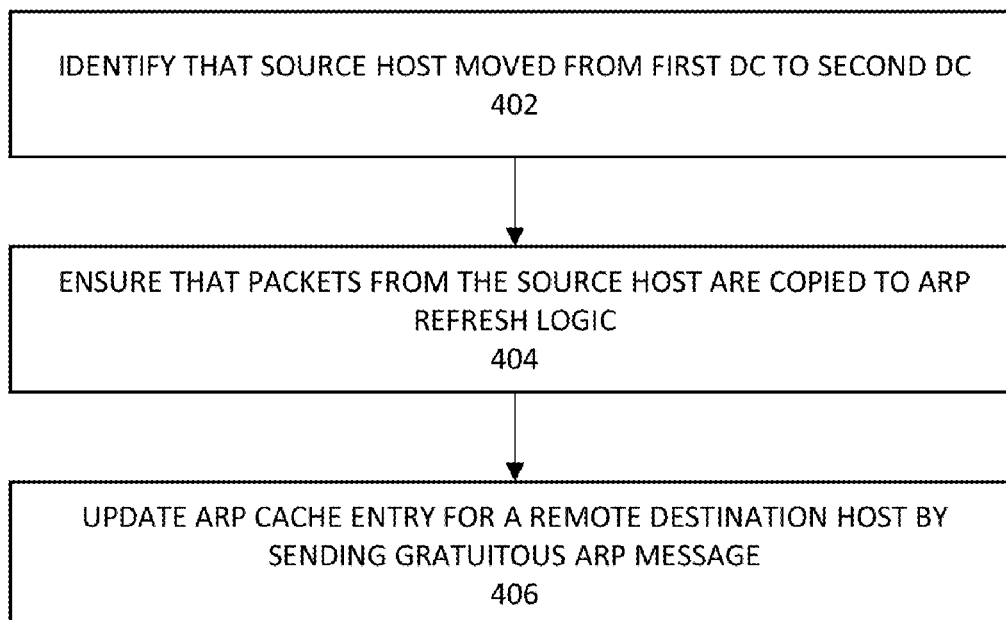 IDENTIFY THAT SOURCE HOST MOVED FROM FIRST DC TO SECOND DC
402
ENSURE THAT PACKETS FROM THE SOURCE HOST ARE COPIED TO ARP
REFRESH LOGIC
404
UPDATE ARP CACHE ENTRY FOR A REMOTE DESTINATION HOST BY
SENDING GRATUITOUS ARP MESSAGE
406